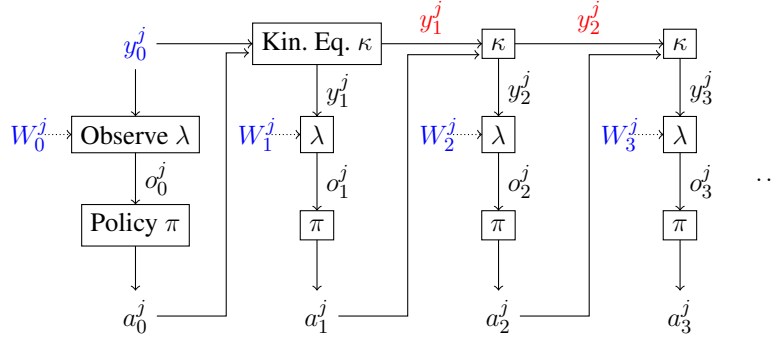 y_0^j Kin. Eq. κ y_1^j κ y_2^j κ
y_1^j y_2^j y_3^j
W_0^j Observe λ W_1^j λ W_2^j λ W_3^j λ
o_0^j o_1^j o_2^j o_3^j ...
Policy π π π π
a_0^j a_1^j a_2^j a_3^j